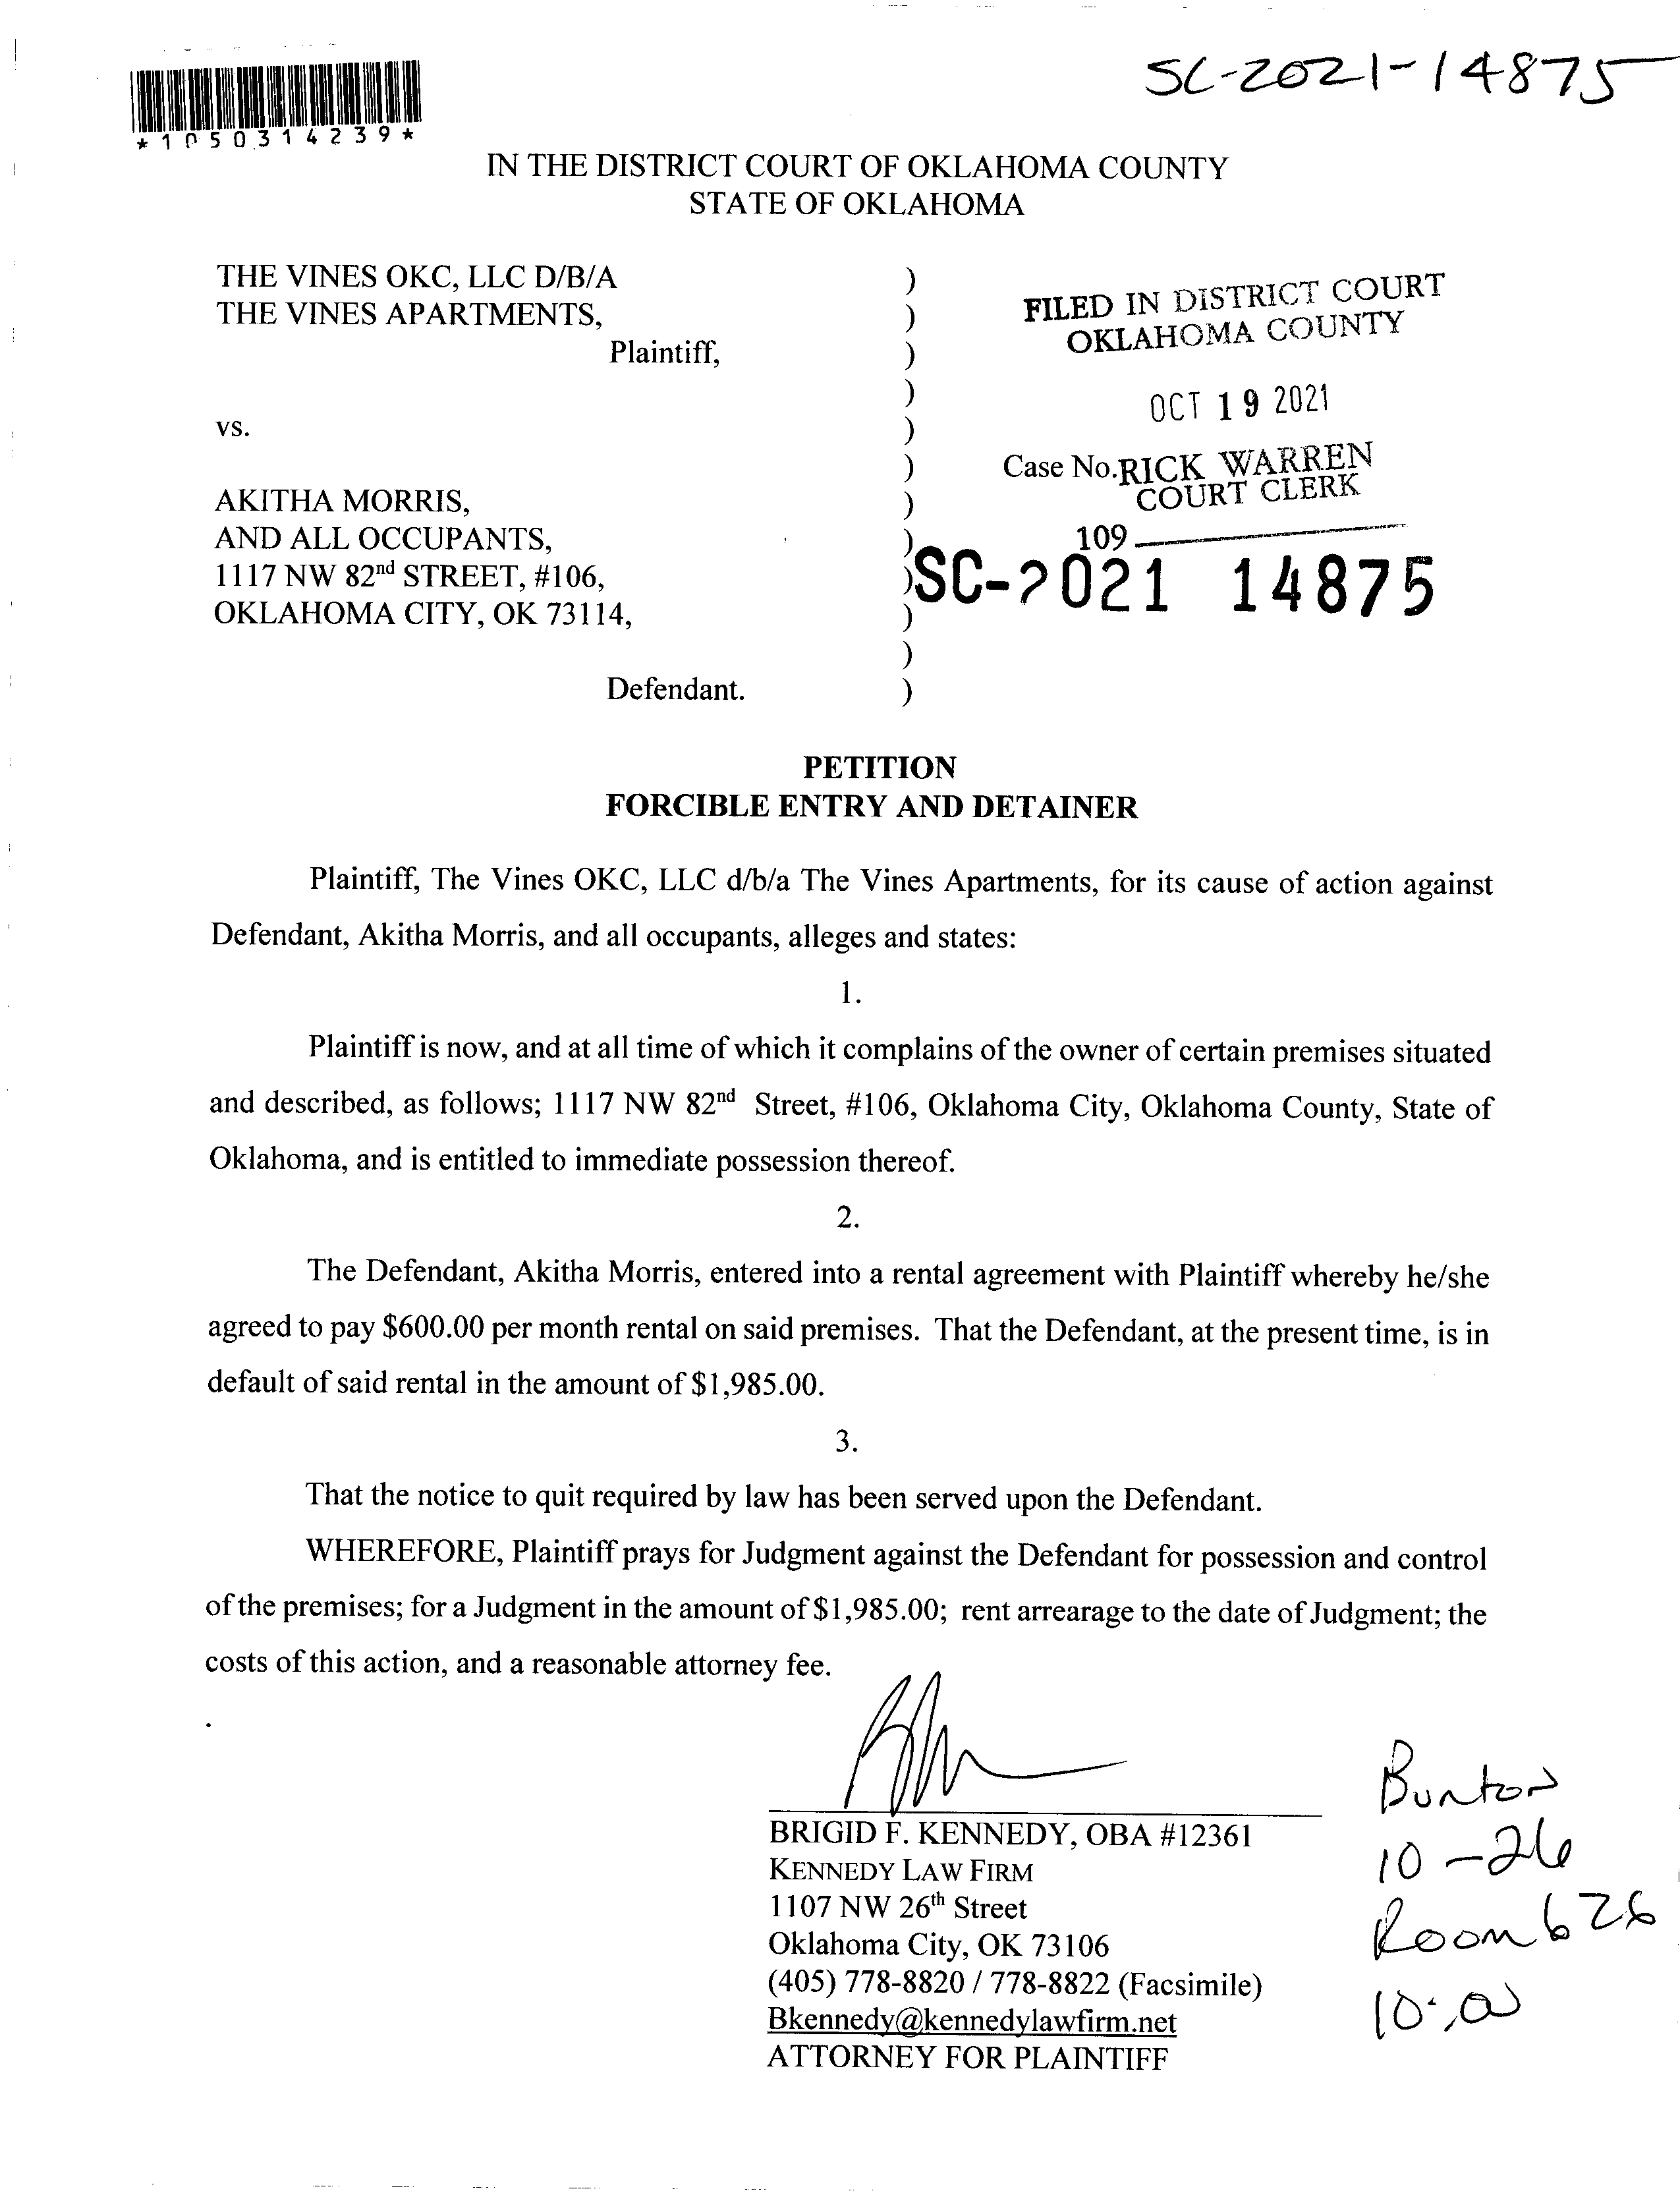 SC-2021-14875
*1050314239*
IN THE DISTRICT COURT OF OKLAHOMA COUNTY
STATE OF OKLAHOMA
THE VINES OKC, LLC D/B/A
THE VINES APARTMENTS,
Plaintiff,
vs.
AKITHA MORRIS,
AND ALL OCCUPANTS,
1117 NW 82nd STREET, #106,
OKLAHOMA CITY, OK 73114,
Defendant.
)
)
)
)
)
)
)
)
)
)
)
)
FILED IN DISTRICT COURT
OKLAHOMA COUNTY
OCT 19 2021
Case No. RICK WARREN
COURT CLERK
109
SC-2021 14875
PETITION
FORCIBLE ENTRY AND DETAINER
Plaintiff, The Vines OKC, LLC d/b/a The Vines Apartments, for its cause of action against
Defendant, Akitha Morris, and all occupants, alleges and states:
1.
Plaintiff is now, and at all time of which it complains of the owner of certain premises situated
and described, as follows; 1117 NW 82nd Street, #106, Oklahoma City, Oklahoma County, State of
Oklahoma, and is entitled to immediate possession thereof.
2.
The Defendant, Akitha Morris, entered into a rental agreement with Plaintiff whereby he/she
agreed to pay $600.00 per month rental on said premises. That the Defendant, at the present time, is in
default of said rental in the amount of $1,985.00.
3.
That the notice to quit required by law has been served upon the Defendant.
WHEREFORE, Plaintiff prays for Judgment against the Defendant for possession and control
of the premises; for a Judgment in the amount of $1,985.00; rent arrearage to the date of Judgment; the
costs of this action, and a reasonable attorney fee.
.
BRIGID F. KENNEDY, OBA #12361
KENNEDY LAW FIRM
1107 NW 26th Street
Oklahoma City, OK 73106
(405) 778-8820 / 778-8822 (Facsimile)
Bkennedy@kennedylawfirm.net
ATTORNEY FOR PLAINTIFF
Bunton
10-26
Room 626
10:00